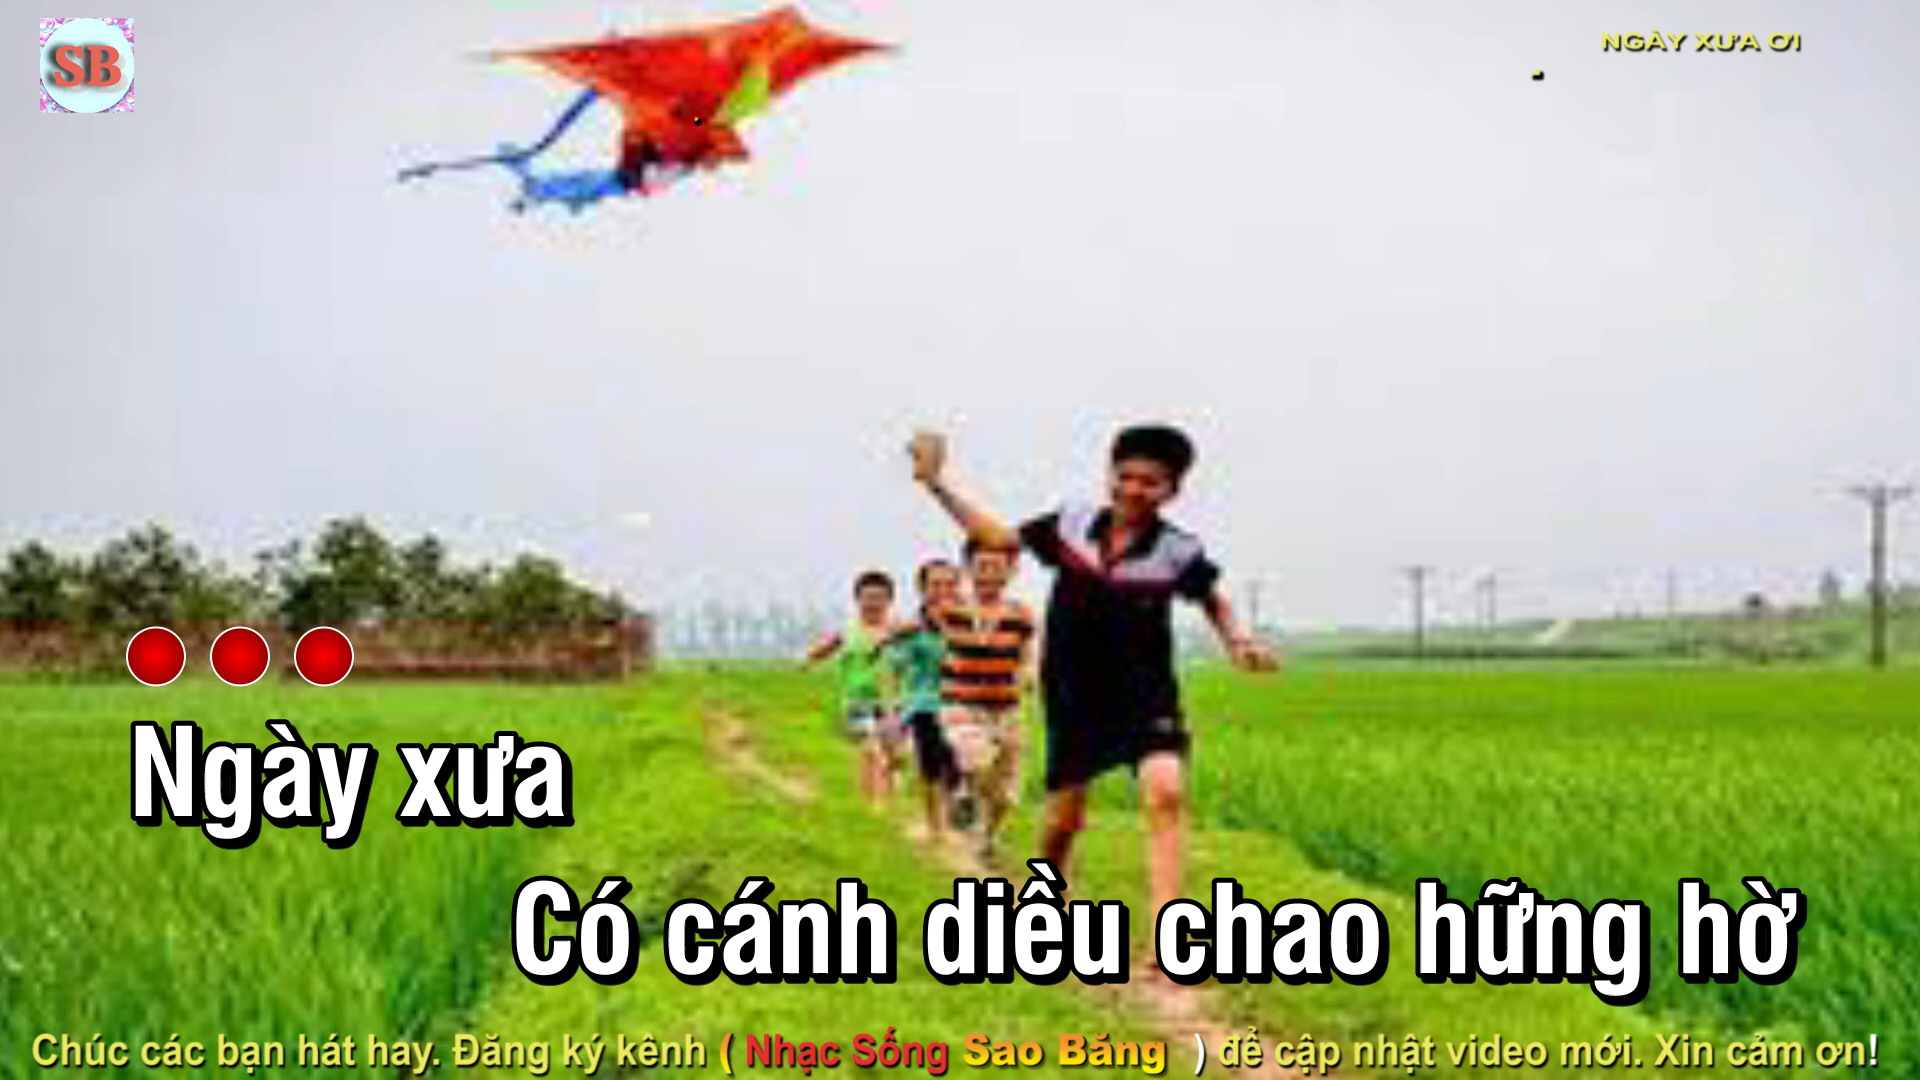 SB
NGÀY XƯA ƠI
Ngày xưa
Có cánh diều chao hững hờ
Chúc các bạn hát hay. Đăng ký kênh ( Nhạc Sống Sao Băng ) để cập nhật video mới. Xin cảm ơn!